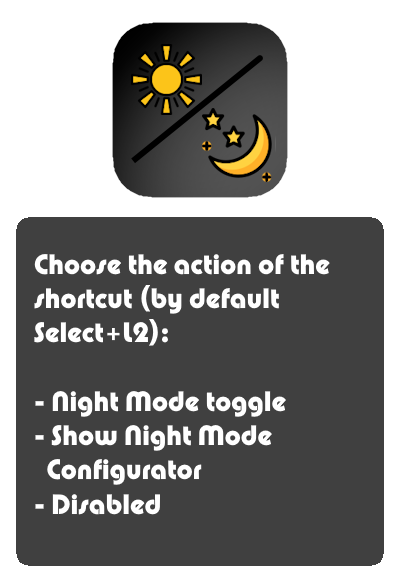 Choose the action of the
shortcut (by default
Select+L2):
- Night Mode toggle
- Show Night Mode
Configurator
- Disabled